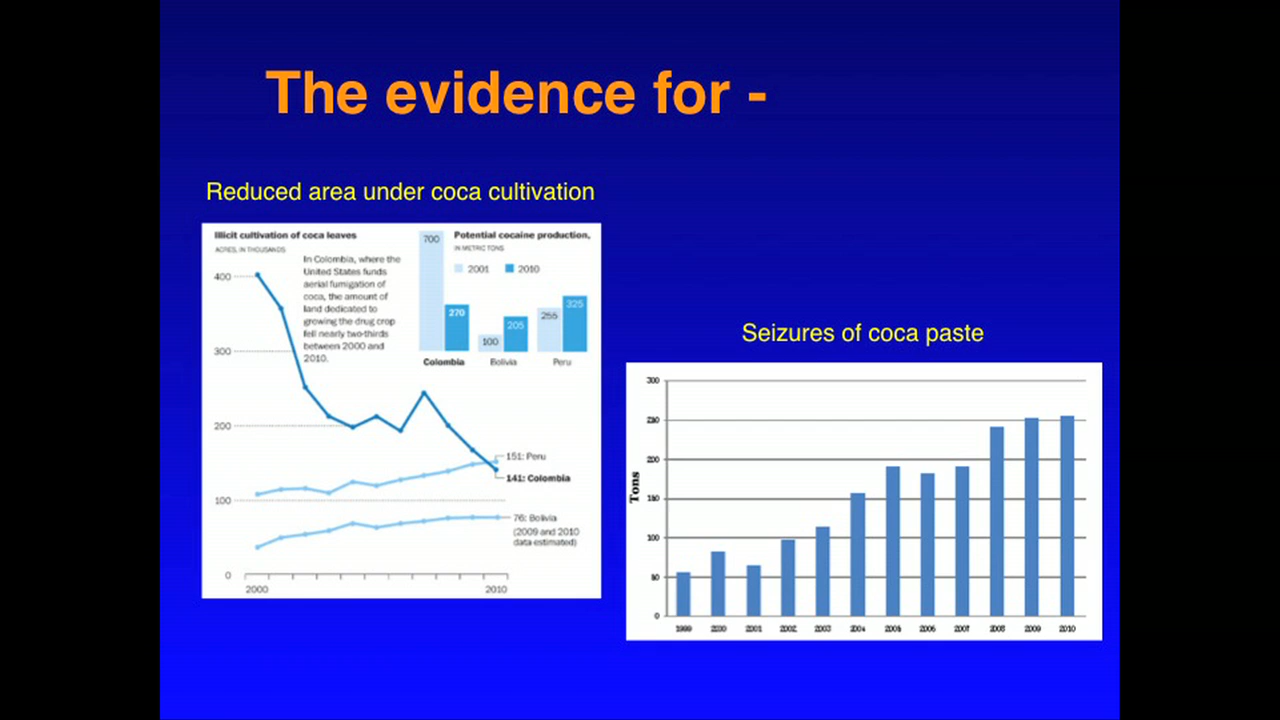 The evidence for -
Reduced area under coca cultivation
Illicit cultivation of coca leaves
ACRES, IN THOUSANDS
In Colombia, where the
United States funds
aerial fumigation of
coca, the amount of
land dedicated to
growing the drug crop
fell nearly two-thirds
between 2000 and
2010.
400
300
200
100
0
2000
2010
151: Peru
141: Colombia
76: Bolivia
(2009 and 2010
data estimated)
Potential cocaine production,
IN METRIC TONS
2001
2010
700
270
100
205
255
325
Colombia
Bolivia
Peru
Seizures of coca paste
Tons
300
250
200
150
100
50
0
1999
2000
2001
2002
2003
2004
2005
2006
2007
2008
2009
2010